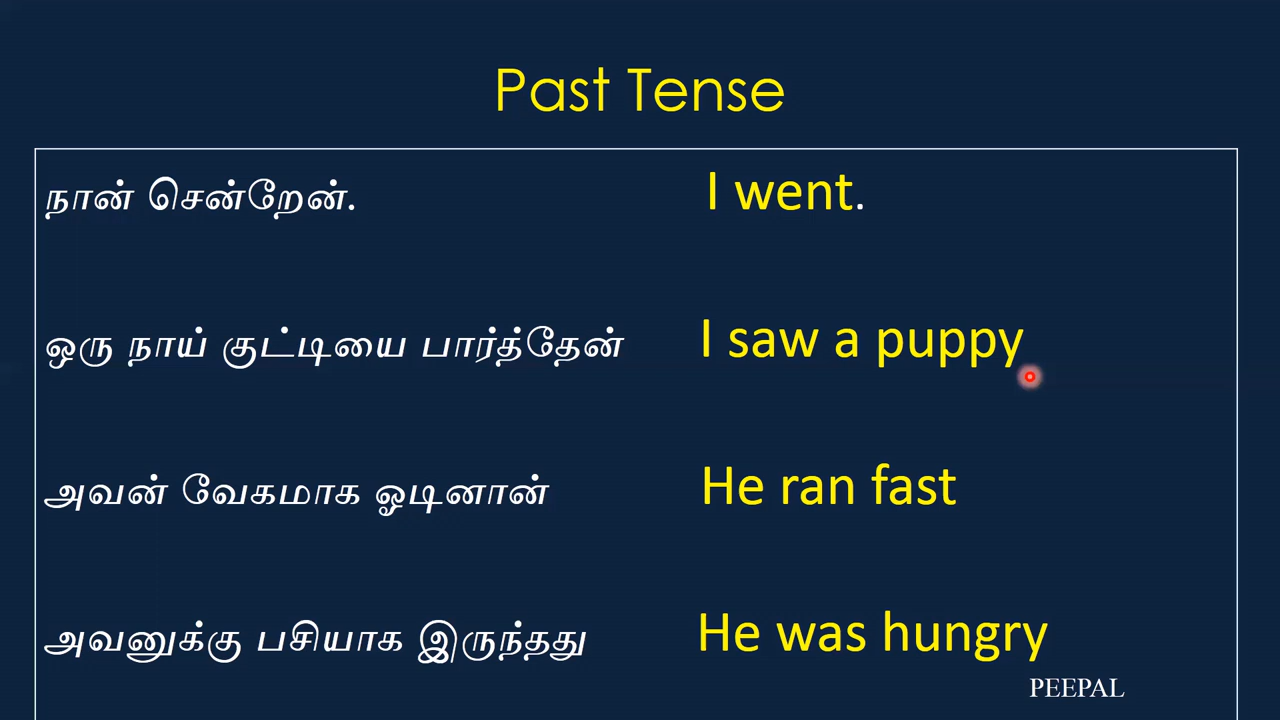 Past Tense
நான் சென்றேன். I went.
ஒரு நாய் குட்டியை பார்த்தேன் I saw a puppy
அவன் வேகமாக ஓடினான் He ran fast
அவனுக்கு பசியாக இருந்தது He was hungry
PEEPAL